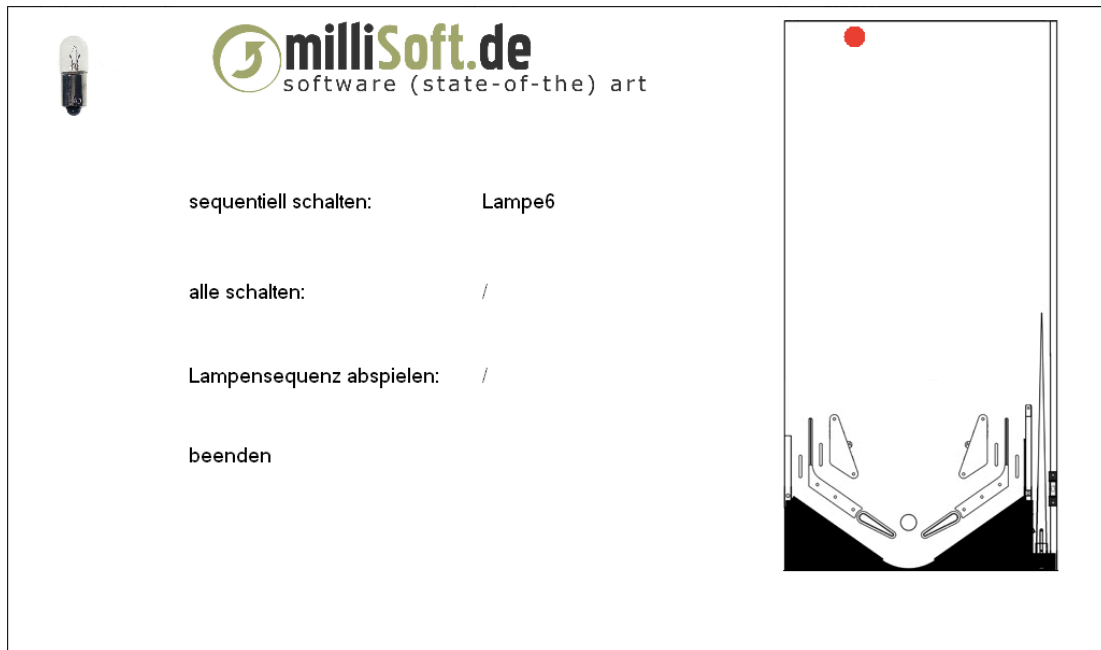 milliSoft.de
software (state-of-the) art
sequentiell schalten: Lampe6
alle schalten: /
Lampensequenz abspielen: /
beenden